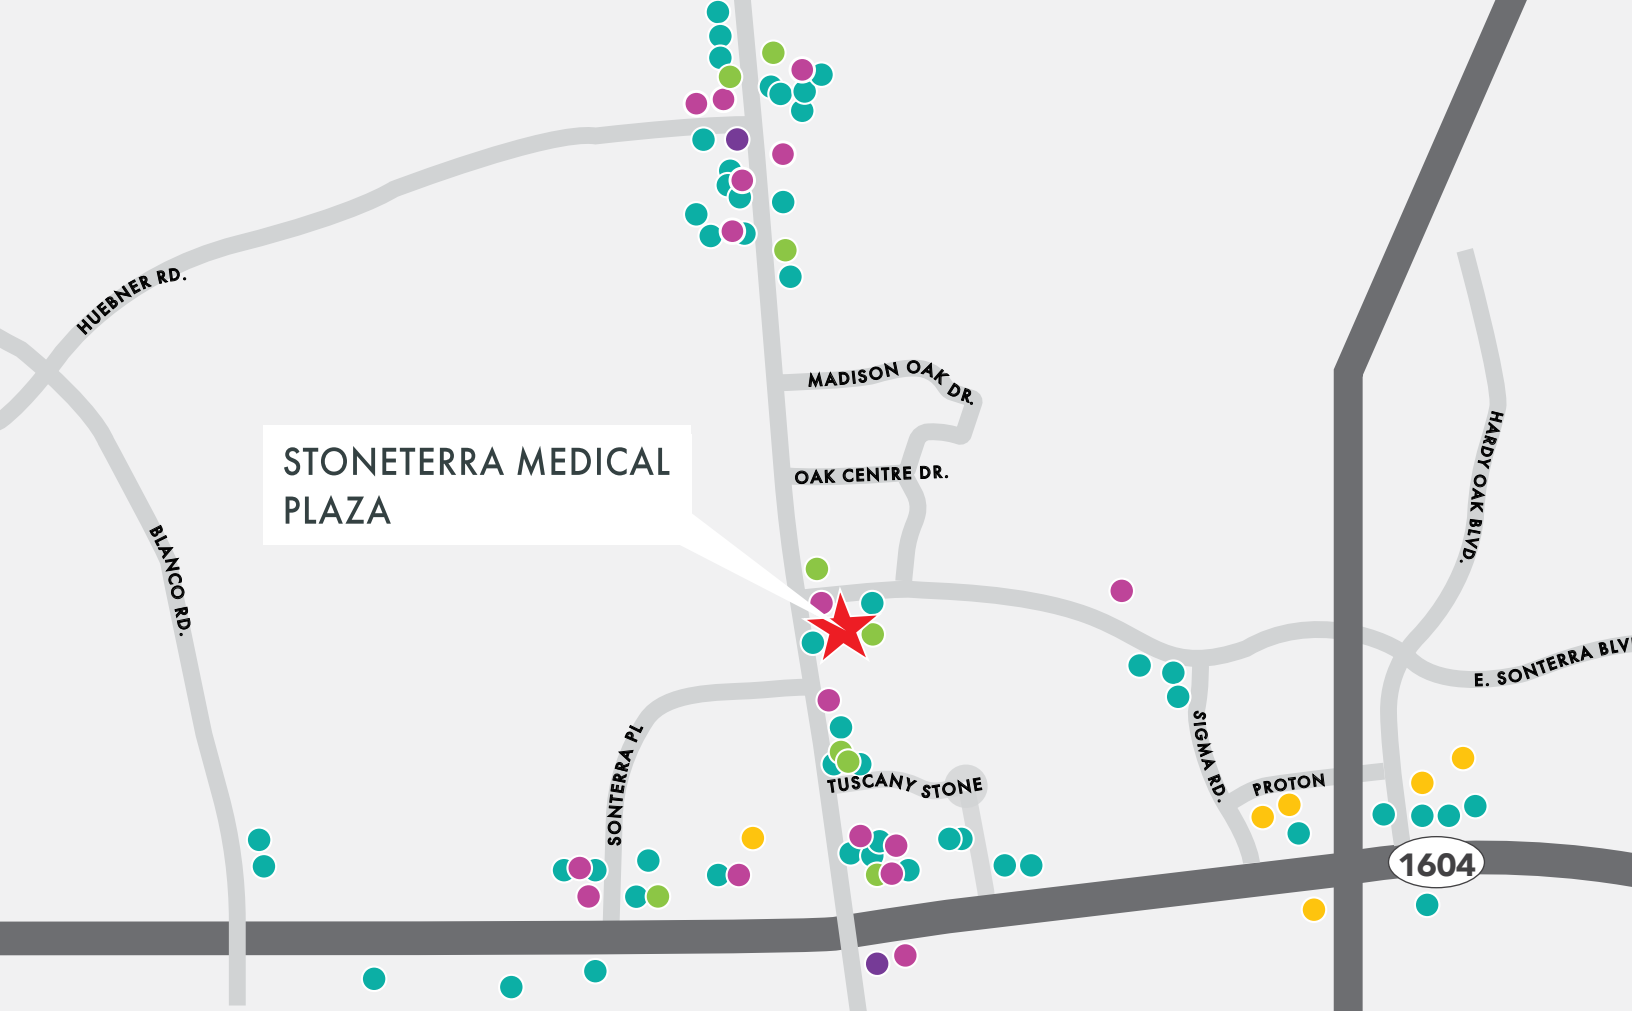 HUEBNER RD.
MADISON OAK DR.
HARDY OAK BLVD.
STONETERRA MEDICAL
PLAZA
OAK CENTRE DR.
BLANCO RD.
E. SONTERRA BLV
SIGMA RD.
SONTERRA PL
TUSCANY STONE
PROTON
1604